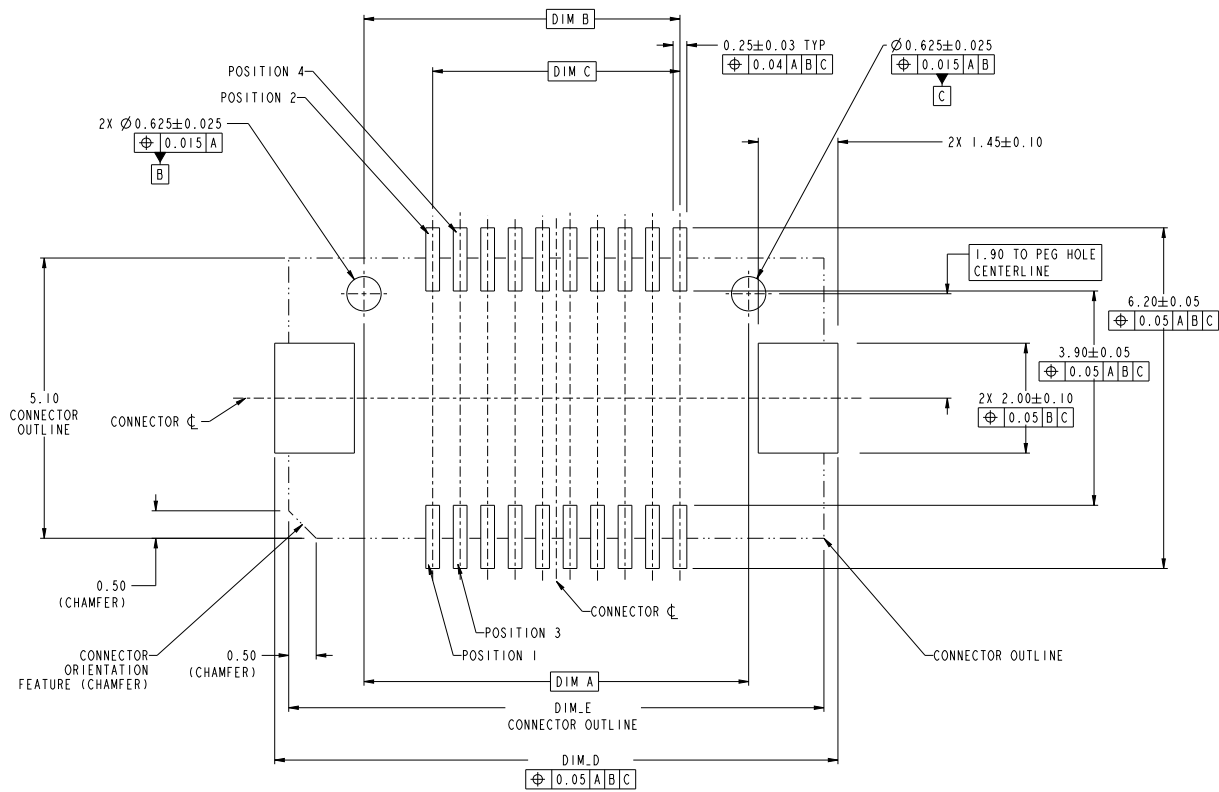 DIM B
0.25±0.03 TYP
⌖ 0.04 A B C
Ø0.625±0.025
⌖ 0.015 A B
C
POSITION 4
DIM C
POSITION 2
2X Ø0.625±0.025
⌖ 0.015 A
B
2X 1.45±0.10
1.90 TO PEG HOLE
CENTERLINE
6.20±0.05
⌖ 0.05 A B C
3.90±0.05
⌖ 0.05 A B C
2X 2.00±0.10
⌖ 0.05 B C
5.10
CONNECTOR
OUTLINE
CONNECTOR ℄
0.50
(CHAMFER)
CONNECTOR ℄
POSITION 3
POSITION 1
CONNECTOR
ORIENTATION
FEATURE (CHAMFER)
0.50
(CHAMFER)
CONNECTOR OUTLINE
DIM A
DIM_E
CONNECTOR OUTLINE
DIM_D
⌖ 0.05 A B C